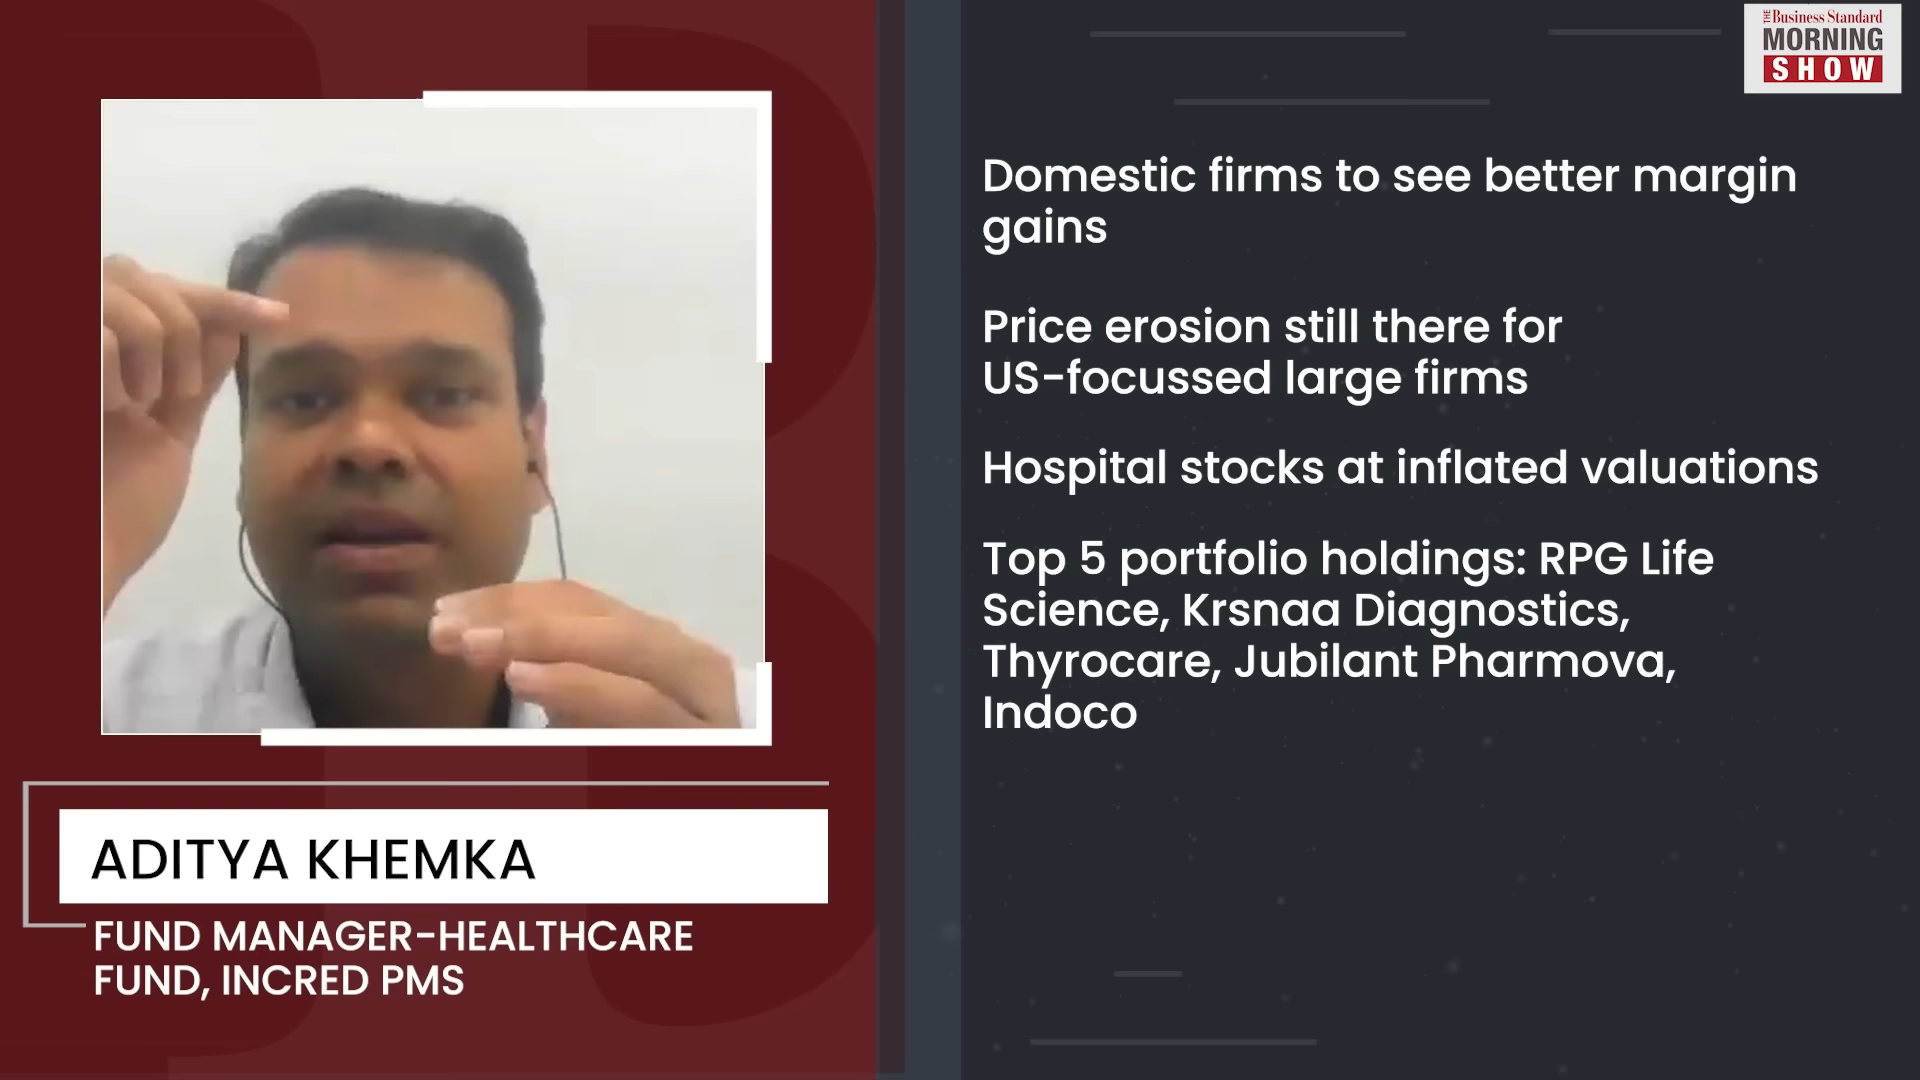 THE Business Standard
MORNING
SHOW
Domestic firms to see better margin
gains
Price erosion still there for
US-focussed large firms
Hospital stocks at inflated valuations
Top 5 portfolio holdings: RPG Life
Science, Krsnaa Diagnostics,
Thyrocare, Jubilant Pharmova,
Indoco
ADITYA KHEMKA
FUND MANAGER-HEALTHCARE
FUND, INCRED PMS